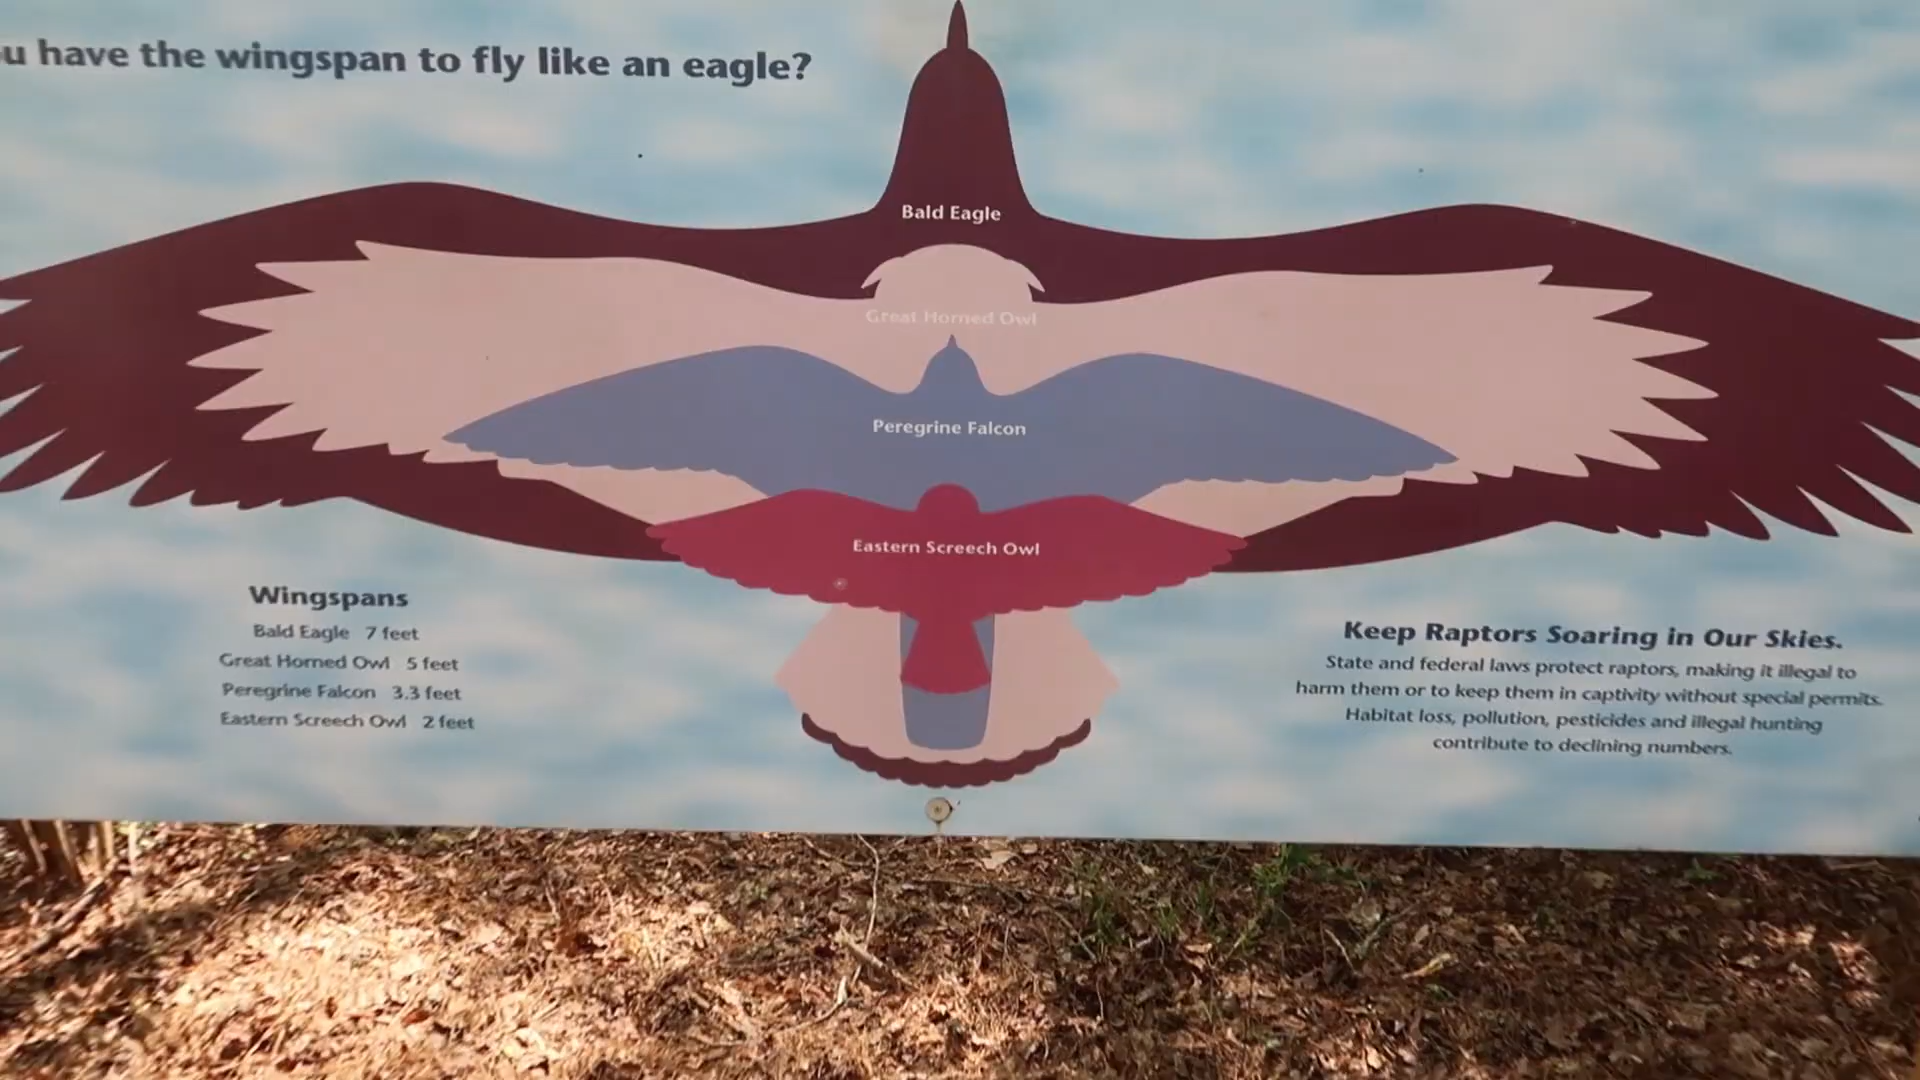 u have the wingspan to fly like an eagle?
Bald Eagle
Great Horned Owl
Peregrine Falcon
Eastern Screech Owl
Wingspans
Bald Eagle 7 feet
Great Horned Owl 5 feet
Peregrine Falcon 3.3 feet
Eastern Screech Owl 2 feet
Keep Raptors Soaring in Our Skies.
State and federal laws protect raptors, making it illegal to
harm them or to keep them in captivity without special permits.
Habitat loss, pollution, pesticides and illegal hunting
contribute to declining numbers.